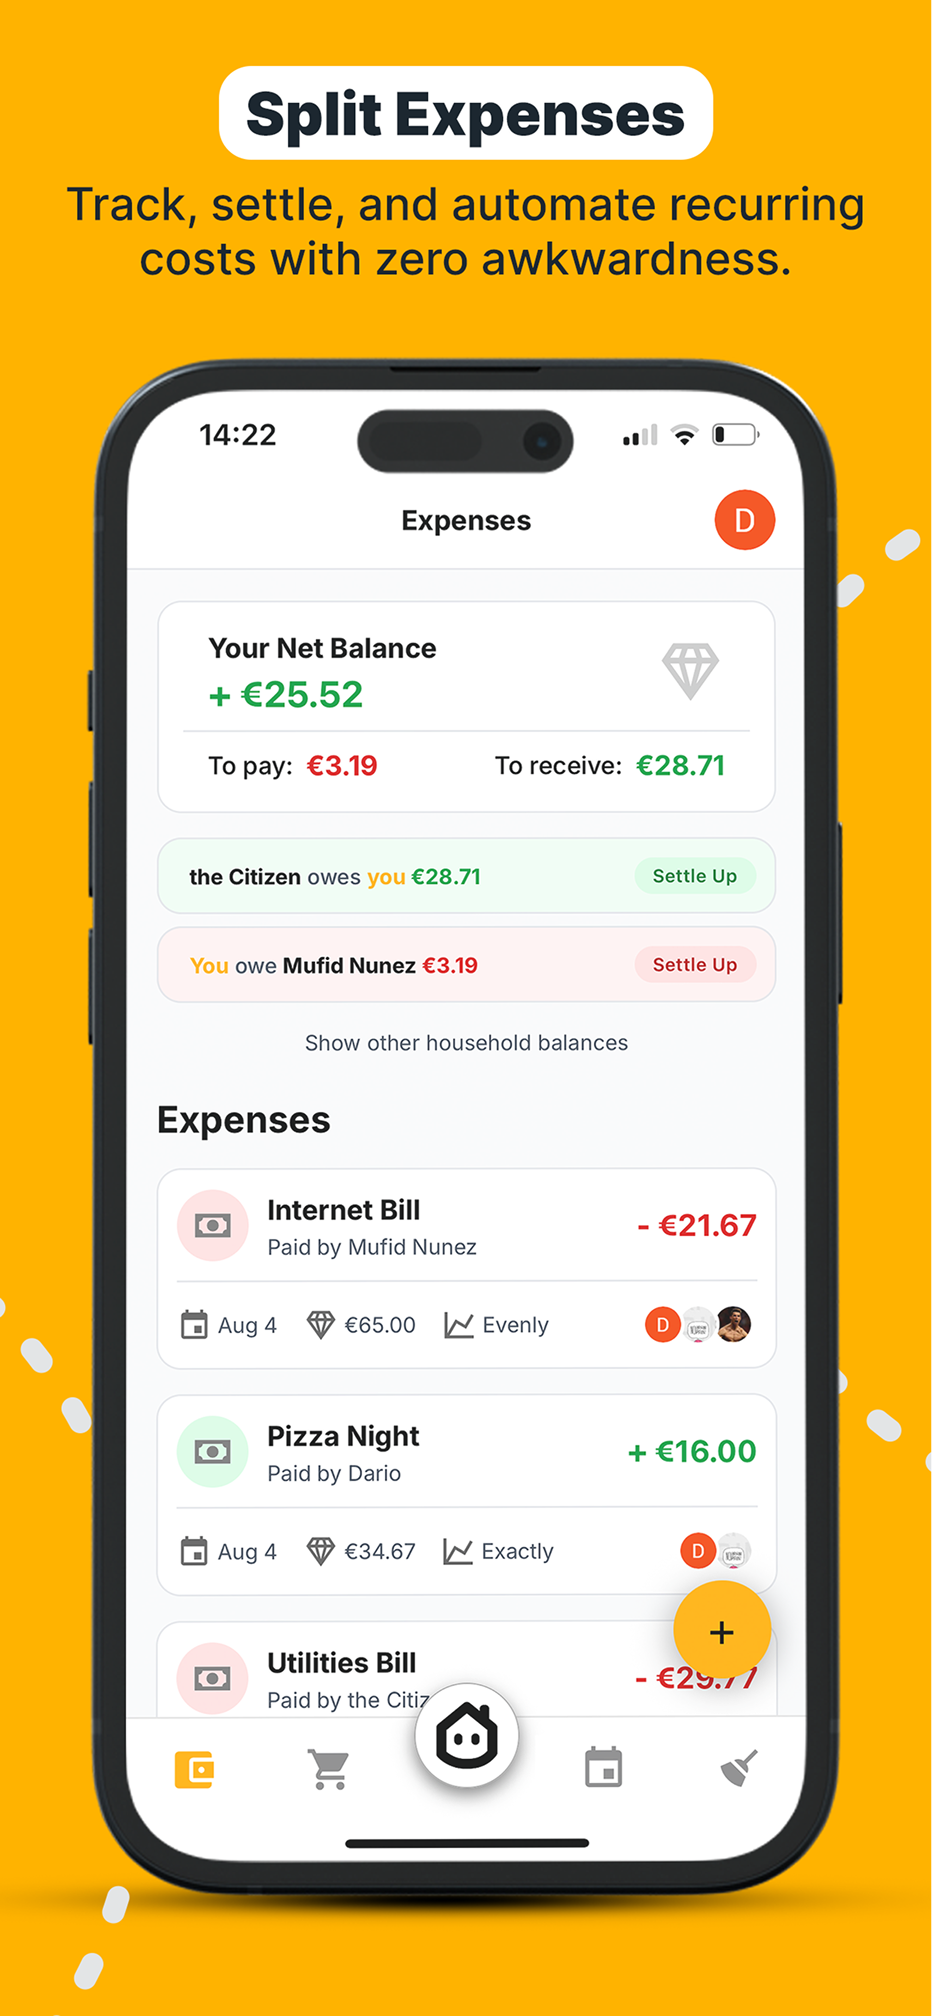 Split Expenses
Track, settle, and automate recurring
costs with zero awkwardness.
14:22
Expenses
D
Your Net Balance
+ €25.52
To pay: €3.19
To receive: €28.71
the Citizen owes you €28.71
Settle Up
You owe Mufid Nunez €3.19
Settle Up
Show other household balances
Expenses
Internet Bill
- €21.67
Paid by Mufid Nunez
Aug 4
€65.00
Evenly
D
Pizza Night
+ €16.00
Paid by Dario
Aug 4
€34.67
Exactly
D
+
Utilities Bill
- €29.77
Paid by the Citiz